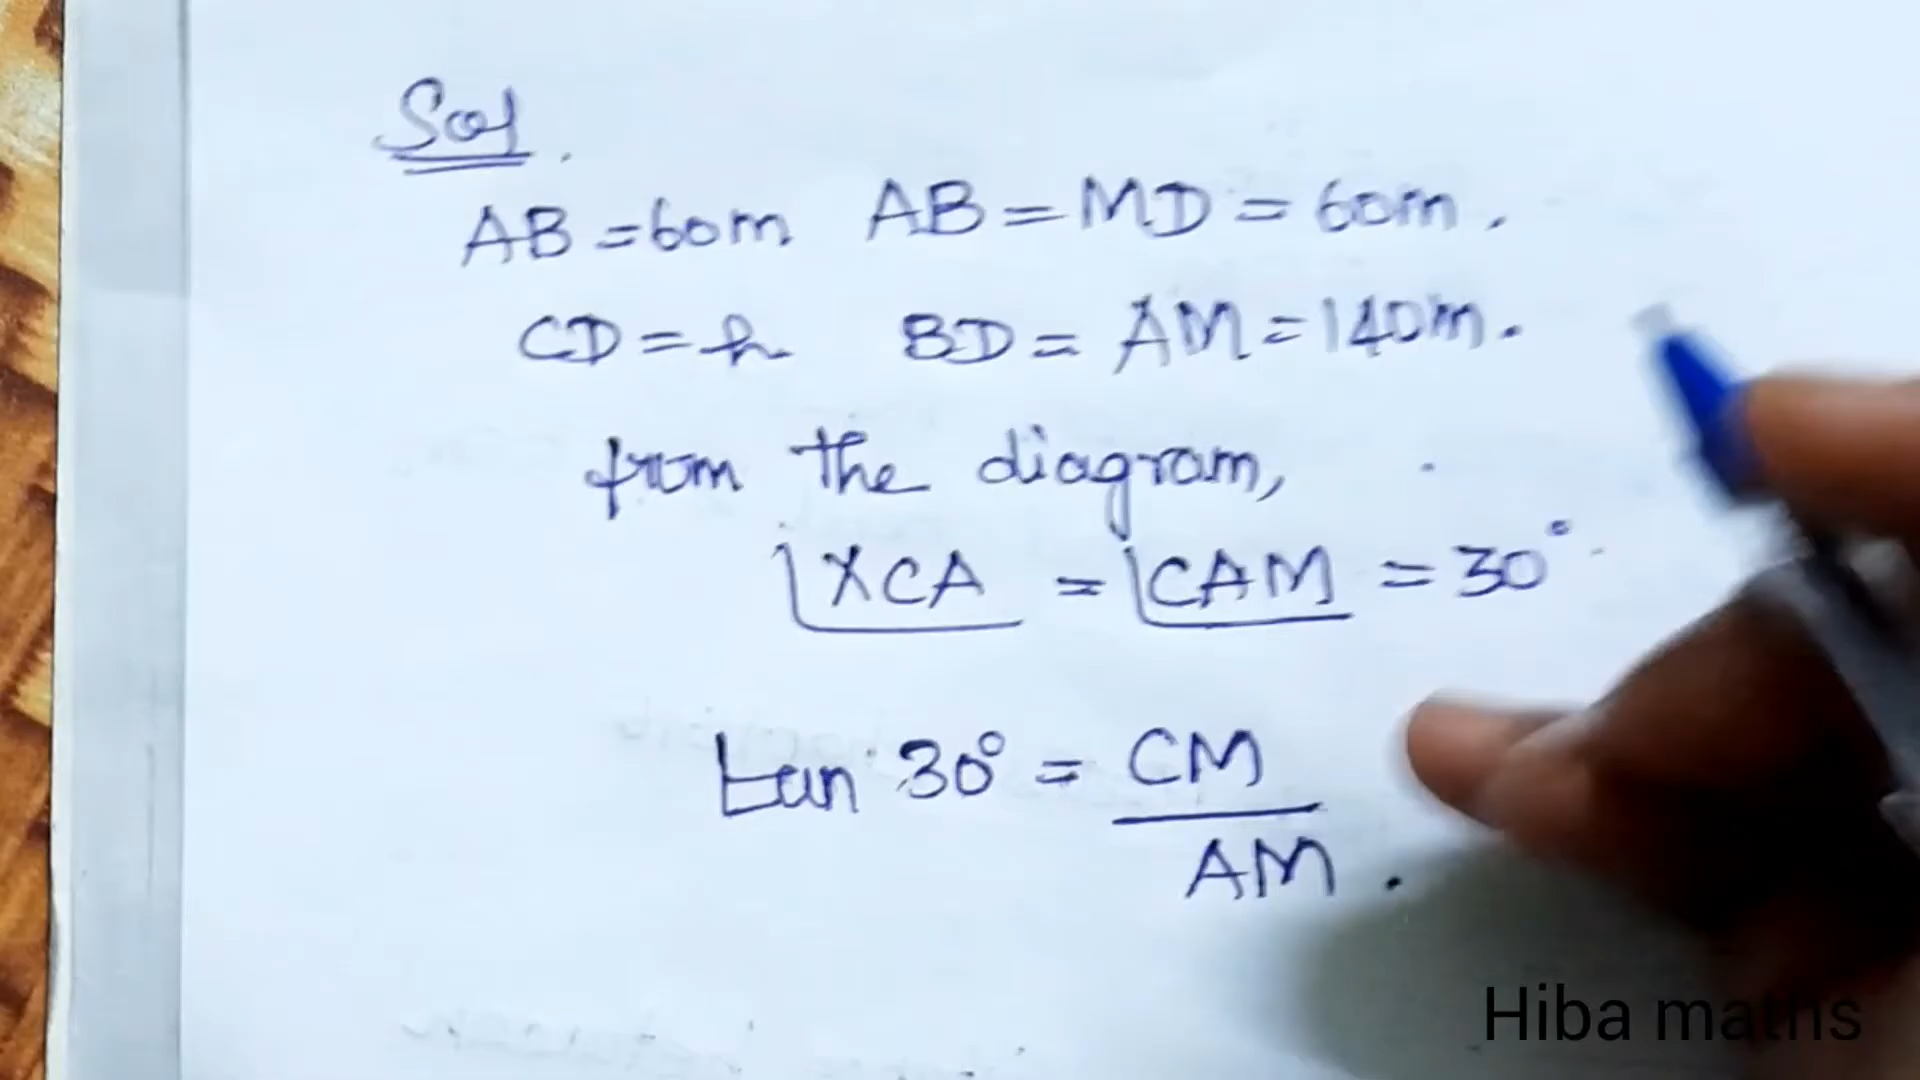 Sol.
AB = 60m AB = MD = 60m.
CD = h BD = AM = 140m.
from the diagram,
∠XCA = ∠CAM = 30°
tan 30° = CM
AM.
Hiba maths